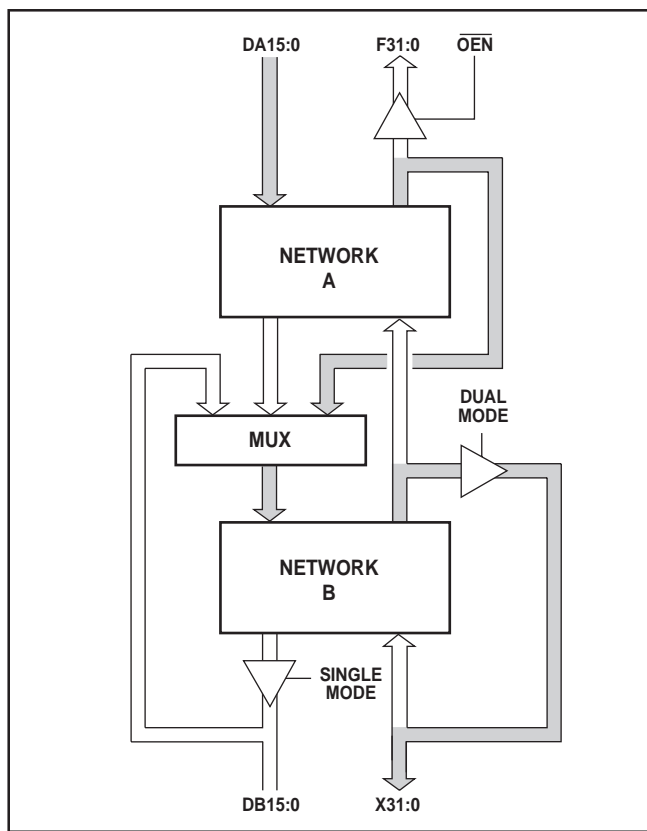 DA15:0
F31:0
OEN
NETWORK
A
DUAL
MODE
MUX
NETWORK
B
SINGLE
MODE
DB15:0
X31:0